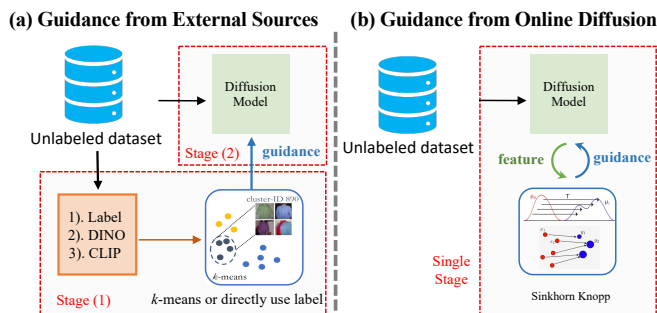 (a) Guidance from External Sources
Unlabeled dataset
Diffusion
Model
Stage (2)
guidance
1). Label
2). DINO
3). CLIP
Stage (1)
cluster-ID 890
k-means
k-means or directly use label
(b) Guidance from Online Diffusion
Unlabeled dataset
Diffusion
Model
feature
guidance
T
Single
Stage
Sinkhorn Knopp